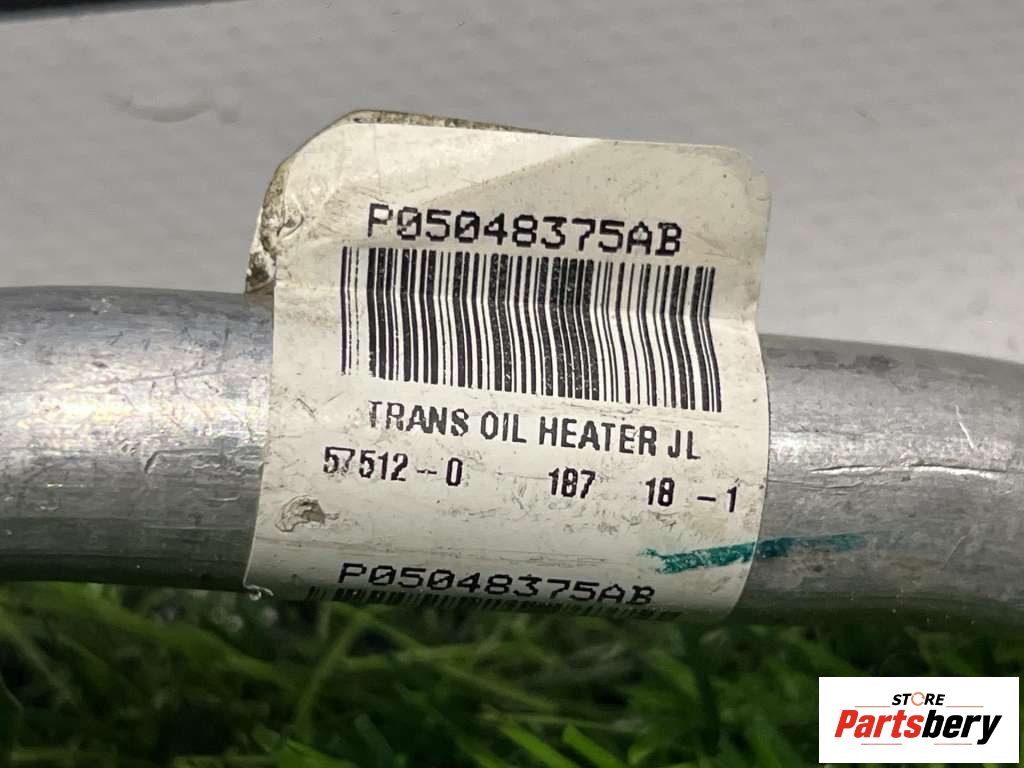 P05048375AB
TRANS OIL HEATER JL
57512-0 187 18-1
P05048375AB
STORE
Partsbery